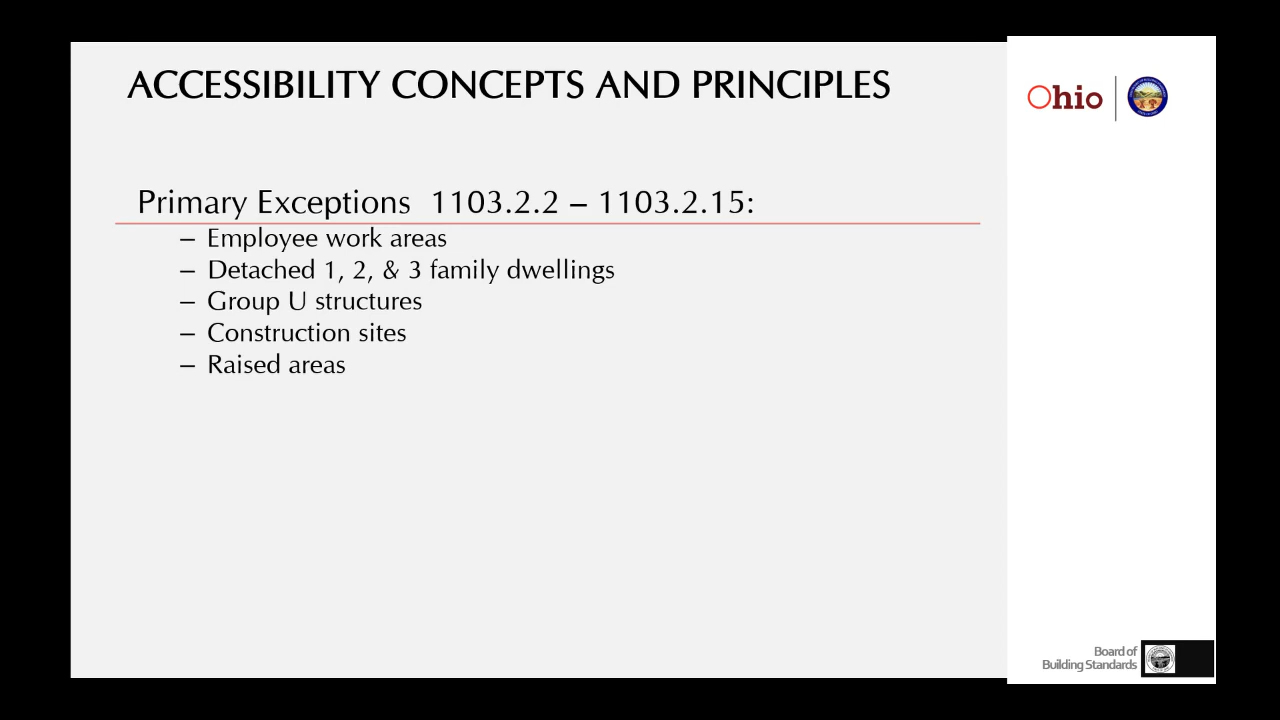 ACCESSIBILITY CONCEPTS AND PRINCIPLES
Ohio
Primary Exceptions 1103.2.2 – 1103.2.15:
– Employee work areas
– Detached 1, 2, & 3 family dwellings
– Group U structures
– Construction sites
– Raised areas
Board of
Building Standards